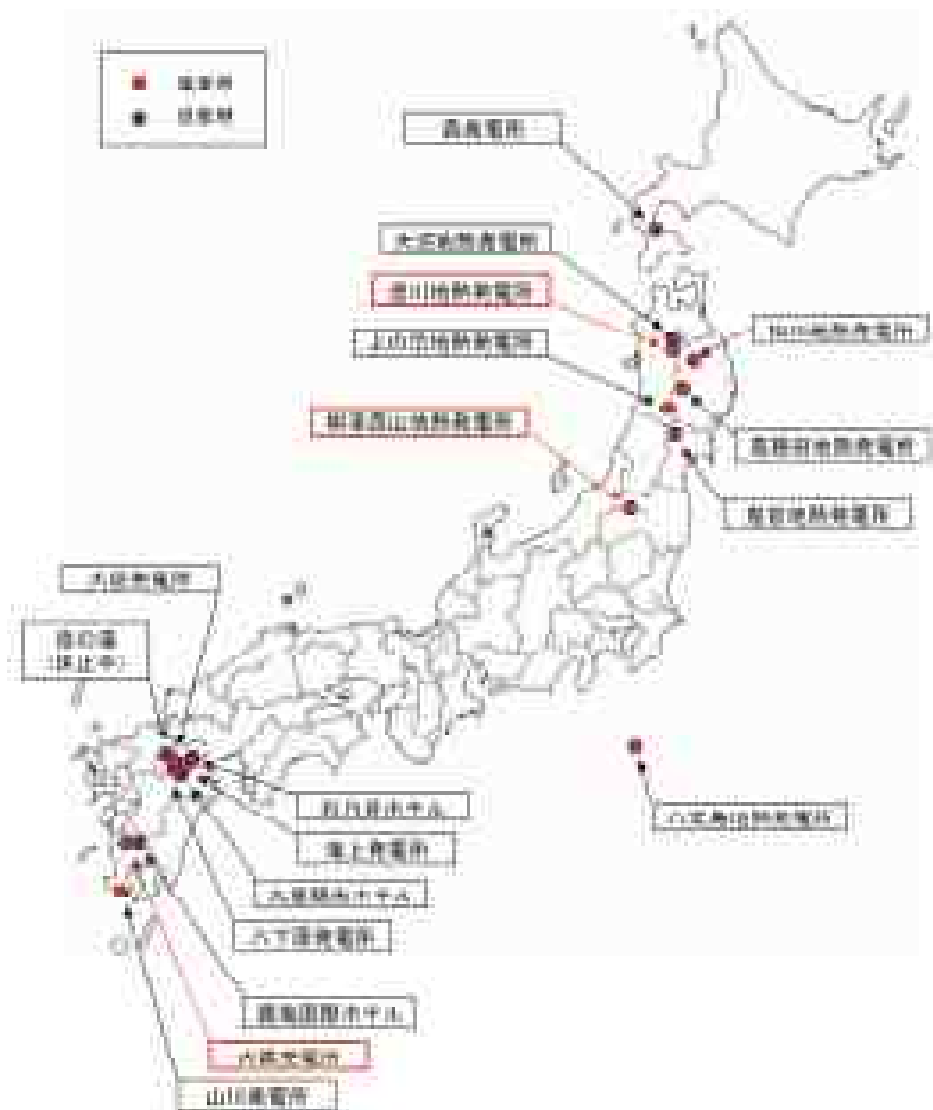 大沼地熱発電所
澄川地熱発電所
上の岱地熱発電所
松川地熱発電所
柳津西山地熱発電所
葛根田地熱発電所
鬼首地熱発電所
大岳発電所
岳の湯
(休止中)
杉乃井ホテル
滝上発電所
九重観光ホテル
八丁原発電所
八丈島地熱発電所
霧島国際ホテル
大霧発電所
山川発電所